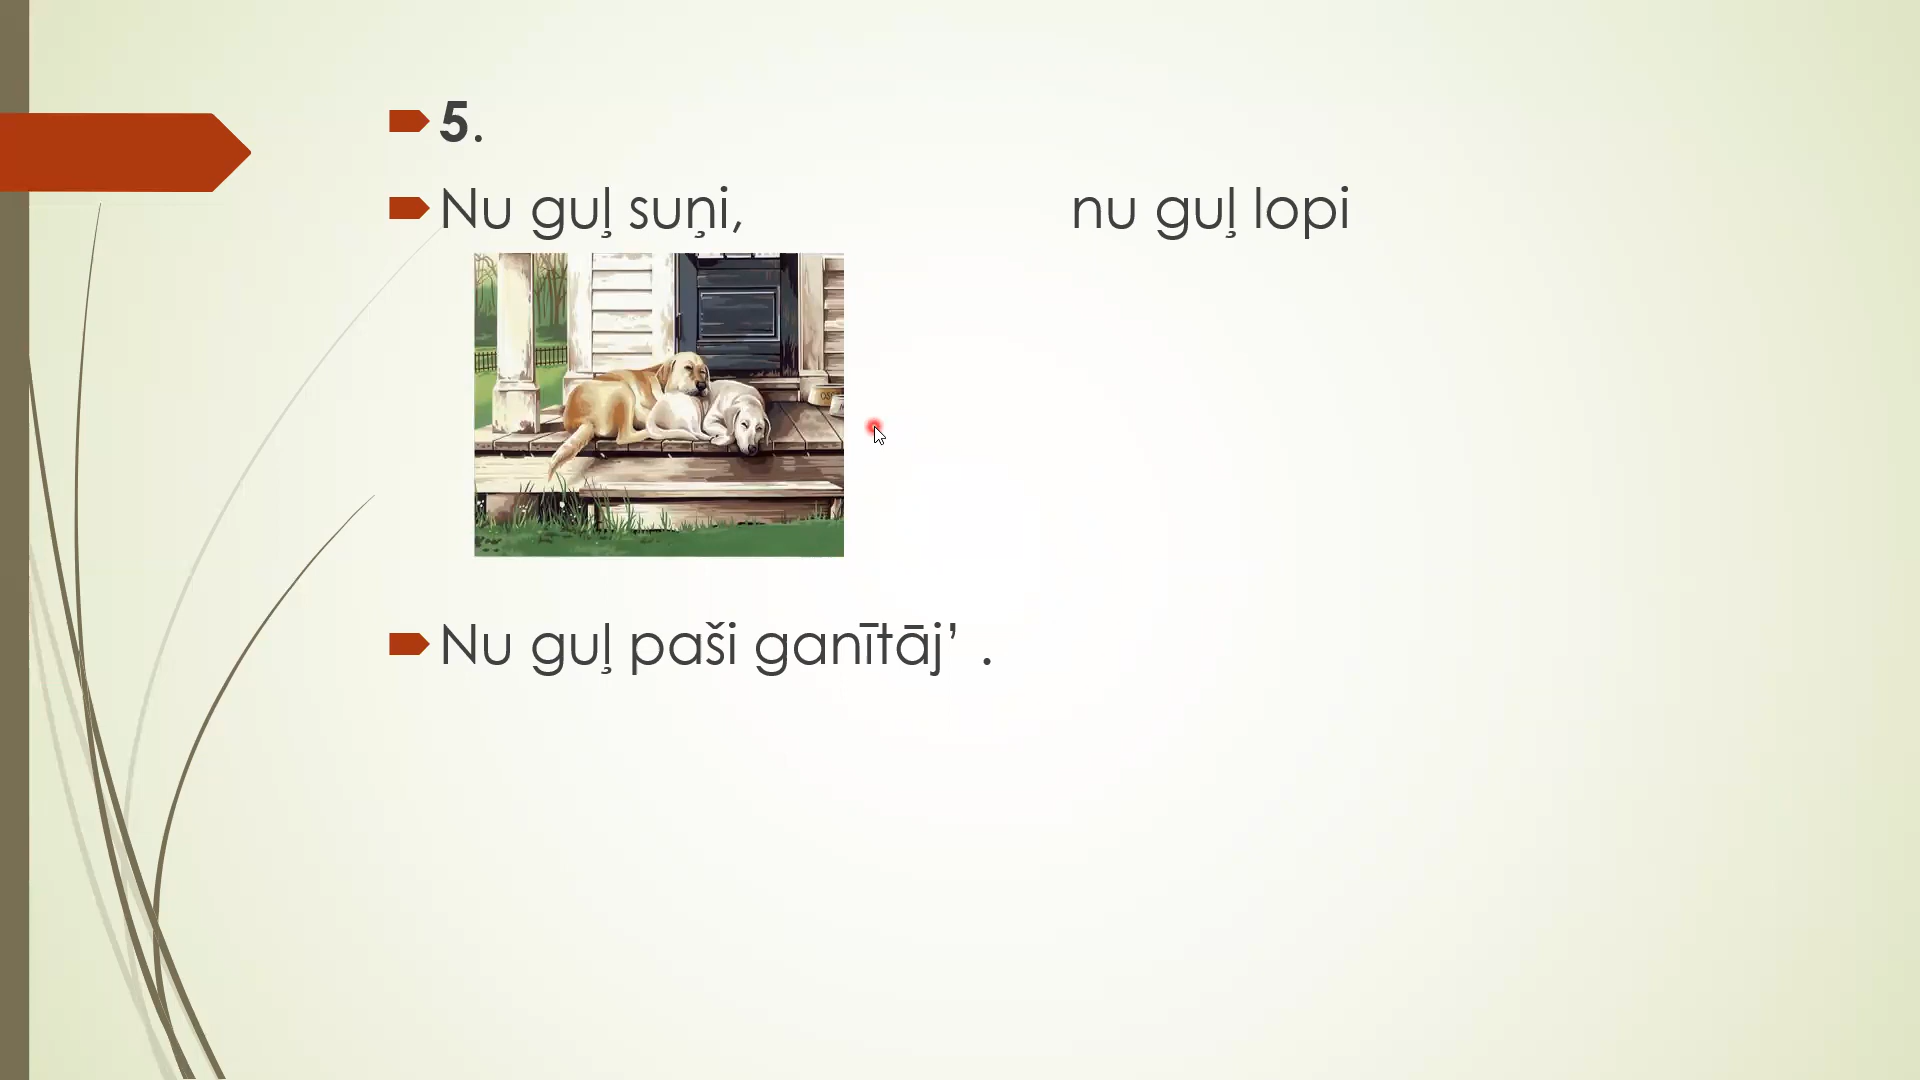 5.
Nu guļ suņi, nu guļ lopi
Nu guļ paši ganītāj’ .